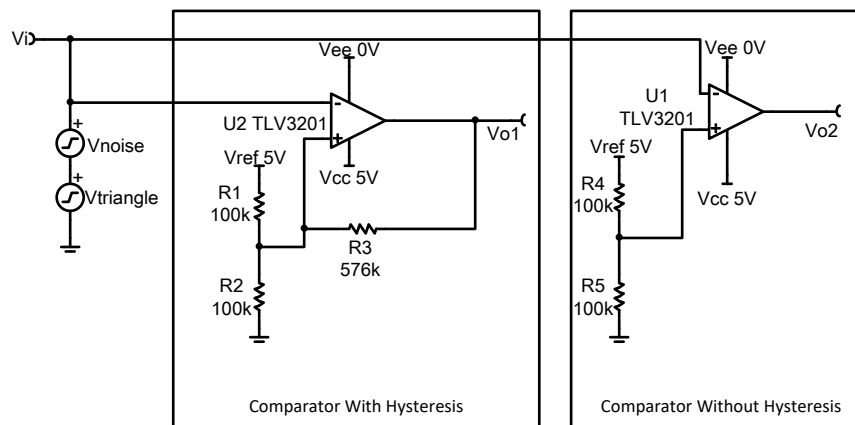 Vi
Vnoise
Vtriangle
+
+
Vee 0V
-
+
U2 TLV3201
Vcc 5V
Vo1
Vref 5V
R1
100k
R2
100k
R3
576k
Comparator With Hysteresis
Vee 0V
-
+
U1
TLV3201
Vcc 5V
Vo2
Vref 5V
R4
100k
R5
100k
Comparator Without Hysteresis